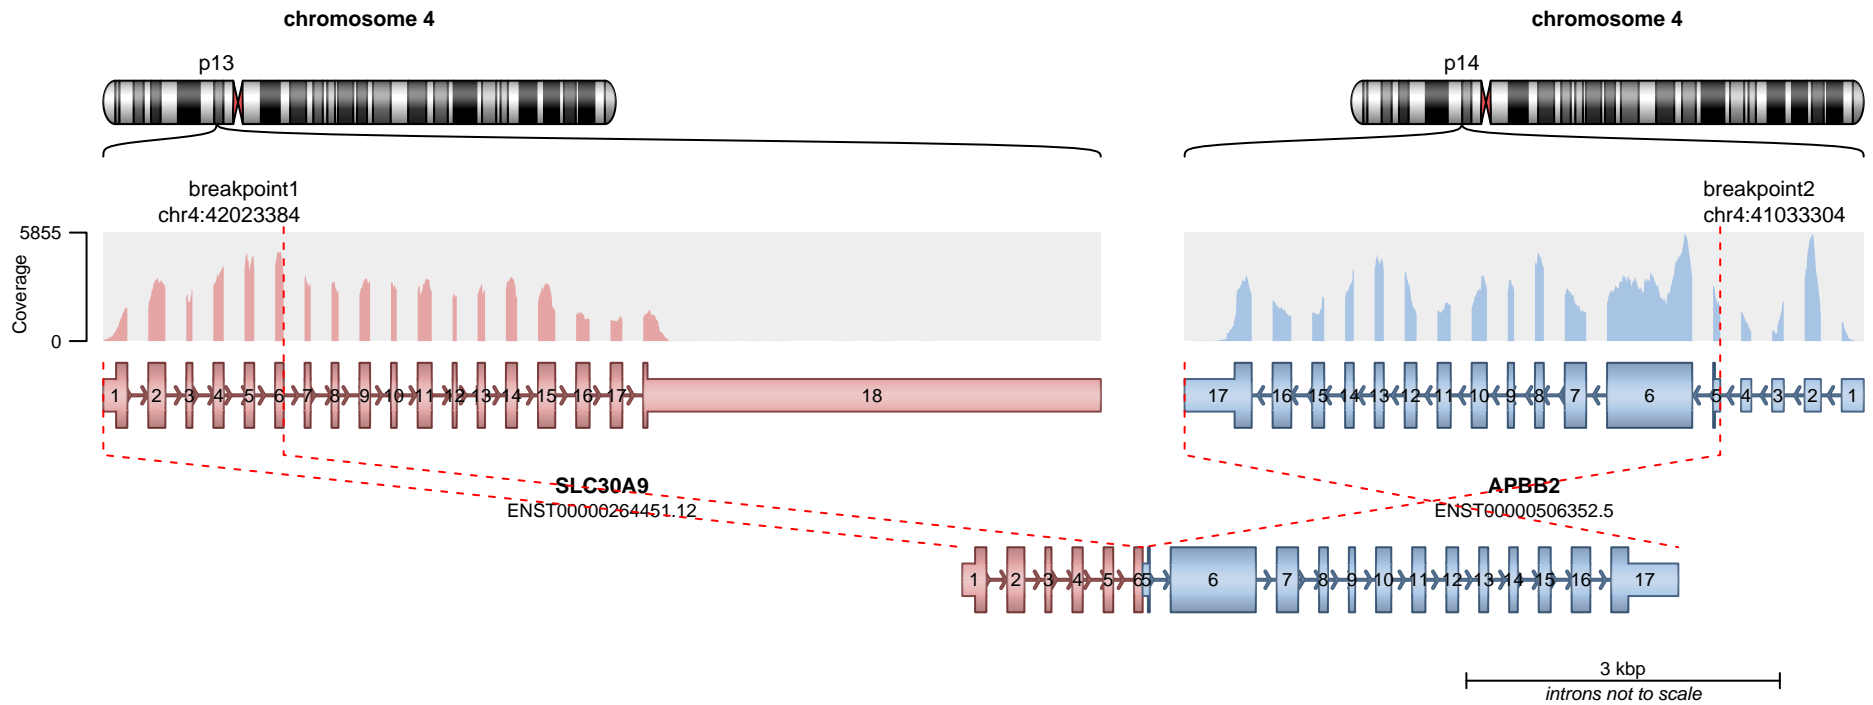 chromosome 4
chromosome 4
p13
p14
breakpoint1
chr4:42023384
breakpoint2
chr4:41033304
5855
Coverage
0
1 2 3 4 5 6 7 8 9 10 11 12 13 14 15 16 17 18
17 16 15 14 13 12 11 10 9 8 7 6 5 4 3 2 1
SLC30A9
ENST00000264451.12
APBB2
ENST00000506352.5
1 2 3 4 5 6 5 6 7 8 9 10 11 12 13 14 15 16 17
3 kbp
introns not to scale